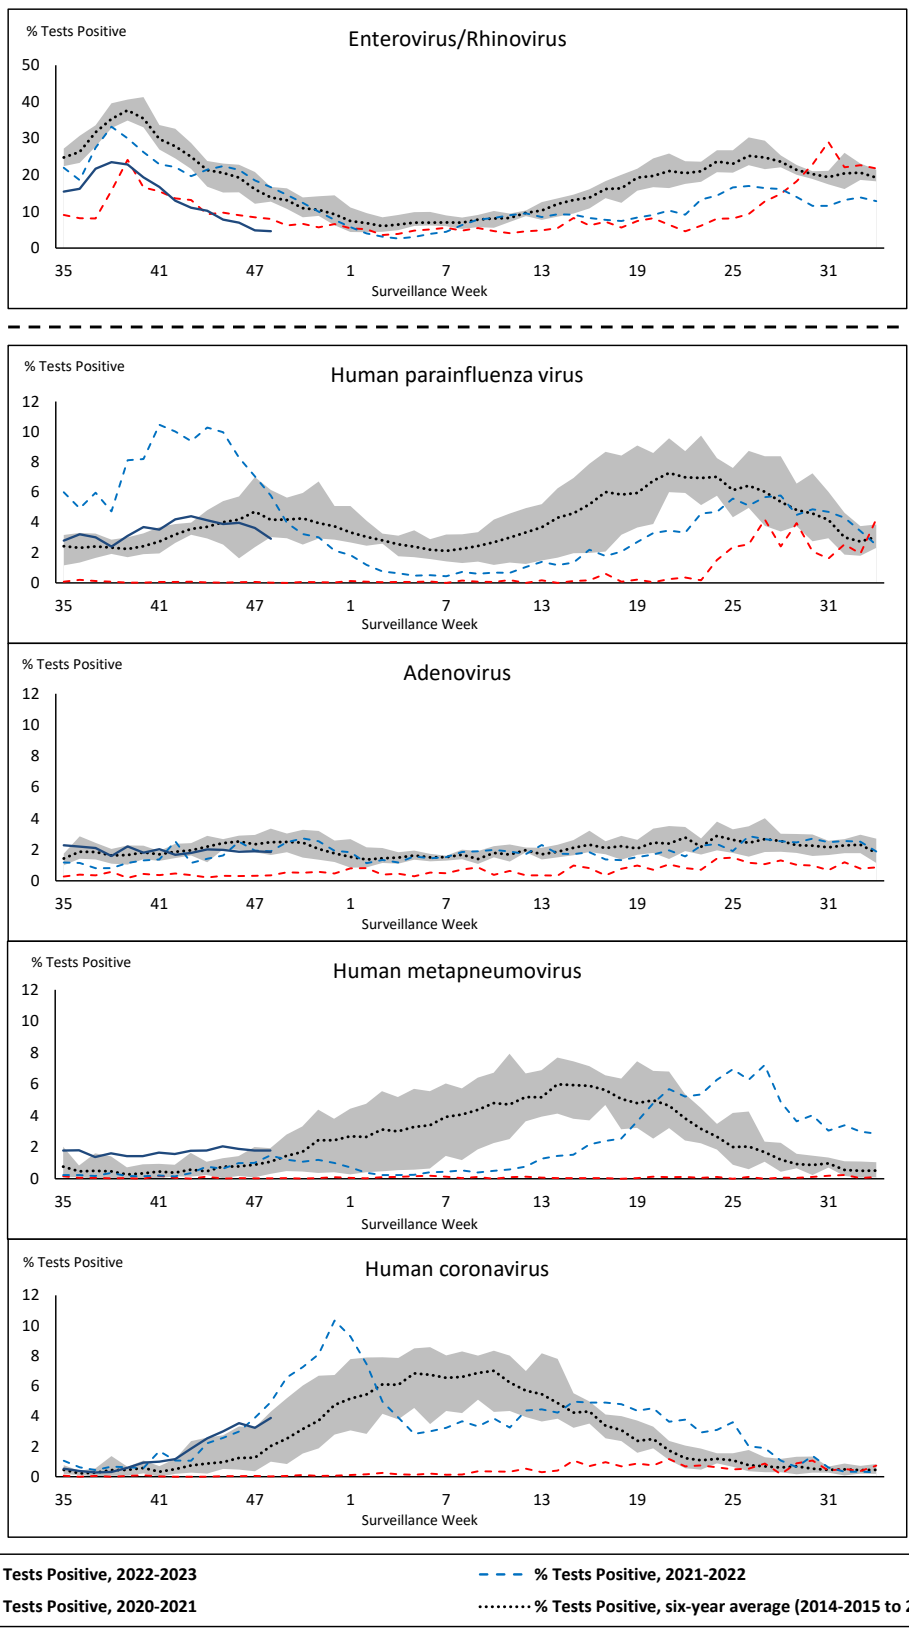 % Tests Positive
Enterovirus/Rhinovirus
50
40
30
20
10
0
35 41 47 1 7 13 19 25 31
Surveillance Week
% Tests Positive
Human parainfluenza virus
12
10
8
6
4
2
0
35 41 47 1 7 13 19 25 31
Surveillance Week
% Tests Positive
Adenovirus
12
10
8
6
4
2
0
35 41 47 1 7 13 19 25 31
Surveillance Week
% Tests Positive
Human metapneumovirus
12
10
8
6
4
2
0
35 41 47 1 7 13 19 25 31
Surveillance Week
% Tests Positive
Human coronavirus
12
10
8
6
4
2
0
35 41 47 1 7 13 19 25 31
Surveillance Week
Tests Positive, 2022-2023 % Tests Positive, 2021-2022
Tests Positive, 2020-2021 % Tests Positive, six-year average (2014-2015 to